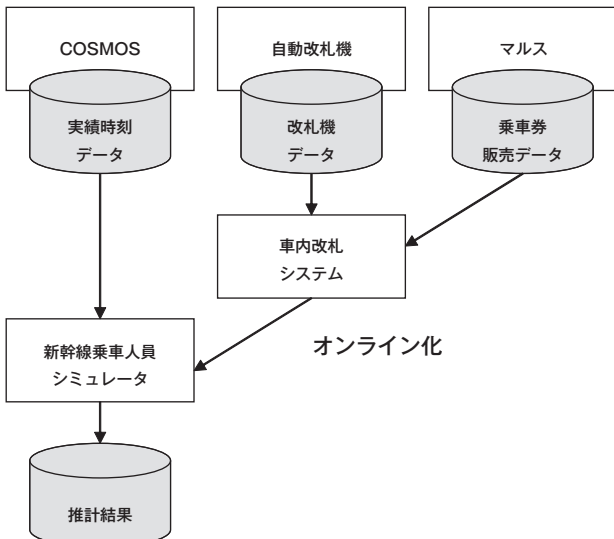 COSMOS
自動改札機
マルス
実績時刻
データ
改札機
データ
乗車券
販売データ
車内改札
システム
オンライン化
新幹線乗車人員
シミュレータ
推計結果